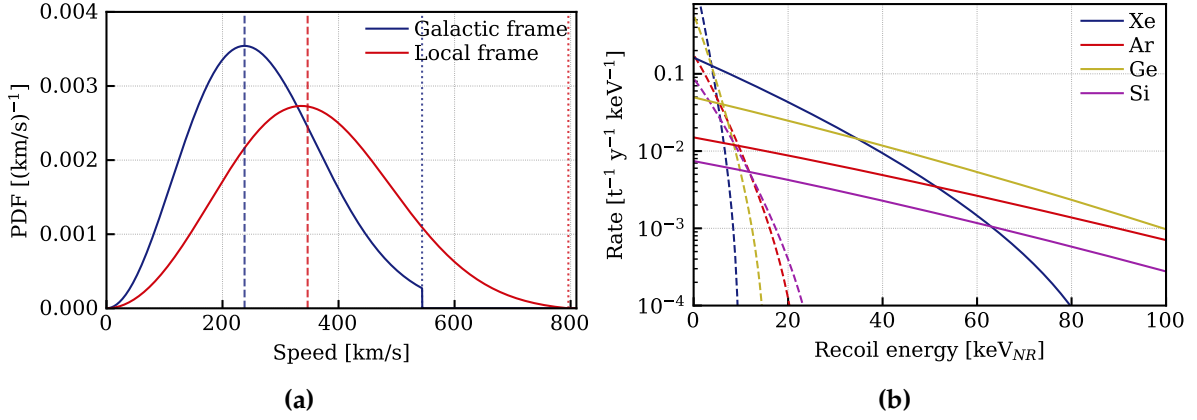 0.004
0.003
0.002
0.001
0.000
PDF [(km/s)⁻¹]
Galactic frame
Local frame
0 200 400 600 800
Speed [km/s]
(a)
0.1
10⁻²
10⁻³
10⁻⁴
Rate [t⁻¹ y⁻¹ keV⁻¹]
Xe
Ar
Ge
Si
0 20 40 60 80 100
Recoil energy [keV_NR]
(b)